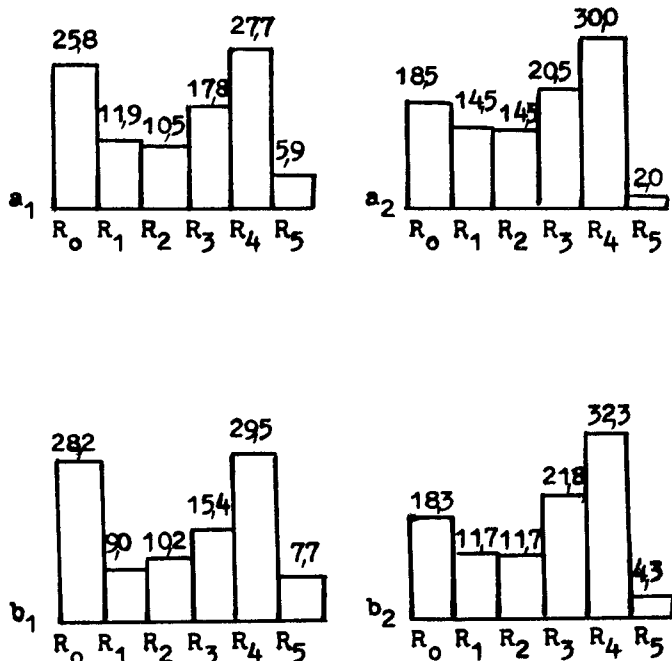 25,8 11,9 10,5 17,8 27,7 5,9
a1 R0 R1 R2 R3 R4 R5
18,5 14,5 14,5 20,5 30,0 2,0
a2 R0 R1 R2 R3 R4 R5
28,2 9,0 10,2 15,4 29,5 7,7
b1 R0 R1 R2 R3 R4 R5
18,3 11,7 11,7 21,8 32,3 4,3
b2 R0 R1 R2 R3 R4 R5